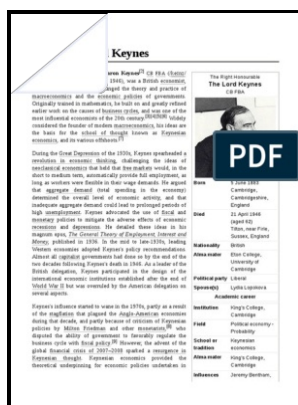 Keynes
CB FBA
was a British economist,
the theory and practice of
macroeconomics and the economic policies of governments.
Originally trained in mathematics, he built on and greatly refined
earlier work on the causes of business cycles, and was one of the
most influential economists of the 20th century.
considered the founder of modern macroeconomics, his ideas are
the basis for the school of thought known as Keynesian
economics, and its various offshoots.
During the Great Depression of the 1930s, Keynes spearheaded a
revolution in economic thinking, challenging the ideas of
neoclassical economics that held that free markets would, in the
short to medium term, automatically provide full employment, as
long as workers were flexible in their wage demands. He argued
that aggregate demand (total spending in the economy)
determined the overall level of economic activity, and that
inadequate aggregate demand could lead to prolonged periods of
high unemployment. Keynes advocated the use of fiscal and
monetary policies to mitigate the adverse effects of economic
recessions and depressions. He detailed these ideas in his
magnum opus, The General Theory of Employment, Interest and
Money, published in 1936. In the mid to late-1930s, leading
Western economies adopted Keynes's policy recommendations.
Almost all capitalist governments had done so by the end of the
two decades following Keynes's death in 1946. As a leader of the
British delegation, Keynes participated in the design of the
international economic institutions established after the end of
World War II but was overruled by the American delegation on
several aspects.
Keynes's influence started to wane in the 1970s, partly as a result
of the stagflation that plagued the Anglo-American economies
during that decade, and partly because of criticism of Keynesian
policies by Milton Friedman and other monetarists, who
disputed the ability of government to favorably regulate the
business cycle with fiscal policy. However, the advent of the
global financial crisis of 2007–2008 sparked a resurgence in
Keynesian thought. Keynesian economics provided the
theoretical underpinning for economic policies undertaken in
The Right Honourable
The Lord Keynes
CB FBA
PDF
Born 5 June 1883
Cambridge,
Cambridgeshire,
England
Died 21 April 1946
(aged 62)
Tilton, near Firle,
Sussex, England
Nationality British
Alma mater Eton College,
University of
Cambridge
Political party Liberal
Spouse(s) Lydia Lopokova
Academic career
Institution King's College,
Cambridge
Field Political economy
Probability
School or tradition Keynesian
economics
Alma mater King's College,
Cambridge
Influences Jeremy Bentham,